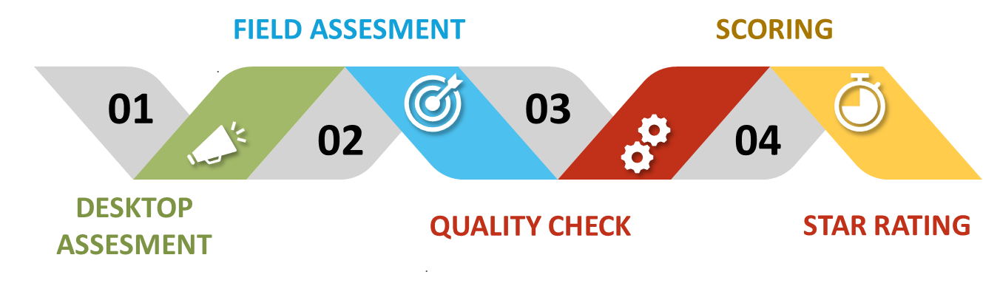 FIELD ASSESMENT
SCORING
01
02
03
04
DESKTOP
ASSESMENT
QUALITY CHECK
STAR RATING